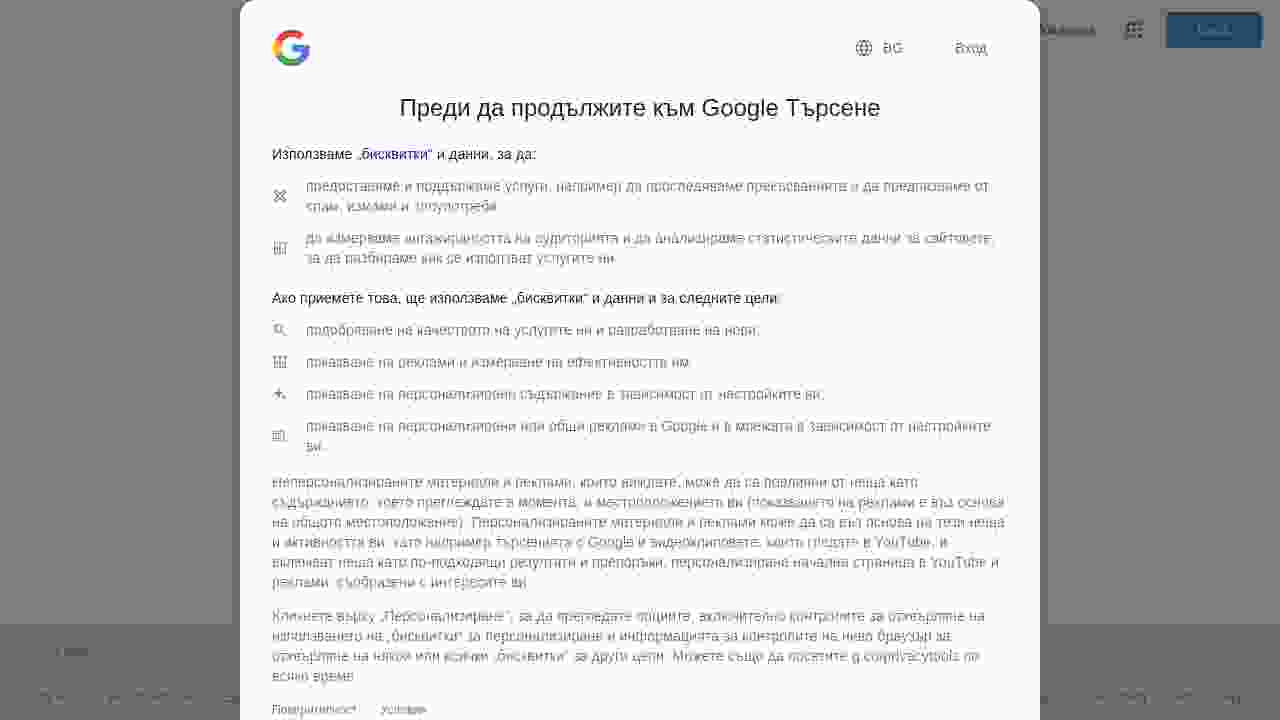 BG
Вход
Преди да продължите към Google Търсене
Използваме „бисквитки“ и данни, за да:
предоставяме и поддържаме услуги, например да проследяваме прекъсванията и да предпазваме от
спам, измами и злоупотреби
да измерваме ангажираността на аудиторията и да анализираме статистическите данни за сайтовете,
за да разбираме как се използват услугите ни
Ако приемете това, ще използваме „бисквитки“ и данни и за следните цели:
подобряване на качеството на услугите ни и разработване на нови;
показване на реклами и измерване на ефективността им
показване на персонализирано съдържание в зависимост от настройките ви;
показване на персонализирани или общи реклами в Google и в мрежата в зависимост от настройките
ви.
Неперсонализираните материали и реклами, които виждате, може да са повлияни от неща като
съдържанието, което преглеждате в момента, и местоположението ви (показването на реклами е въз основа
на общото местоположение). Персонализираните материали и реклами може да са въз основа на тези неща
и активността ви, като например търсенията с Google и видеоклиповете, които гледате в YouTube, и
включват неща като по-подходящи резултати и препоръки, персонализирана начална страница в YouTube и
реклами, съобразени с интересите ви.
Кликнете върху „Персонализиране“, за да прегледате опциите, включително контролите за отхвърляне на
използването на „бисквитки“ за персонализиране и информацията за контролите на ниво браузър за
отхвърляне на някои или всички „бисквитки“ за други цели. Можете също да посетите g.co/privacytools по
всяко време.
Поверителност
Условия